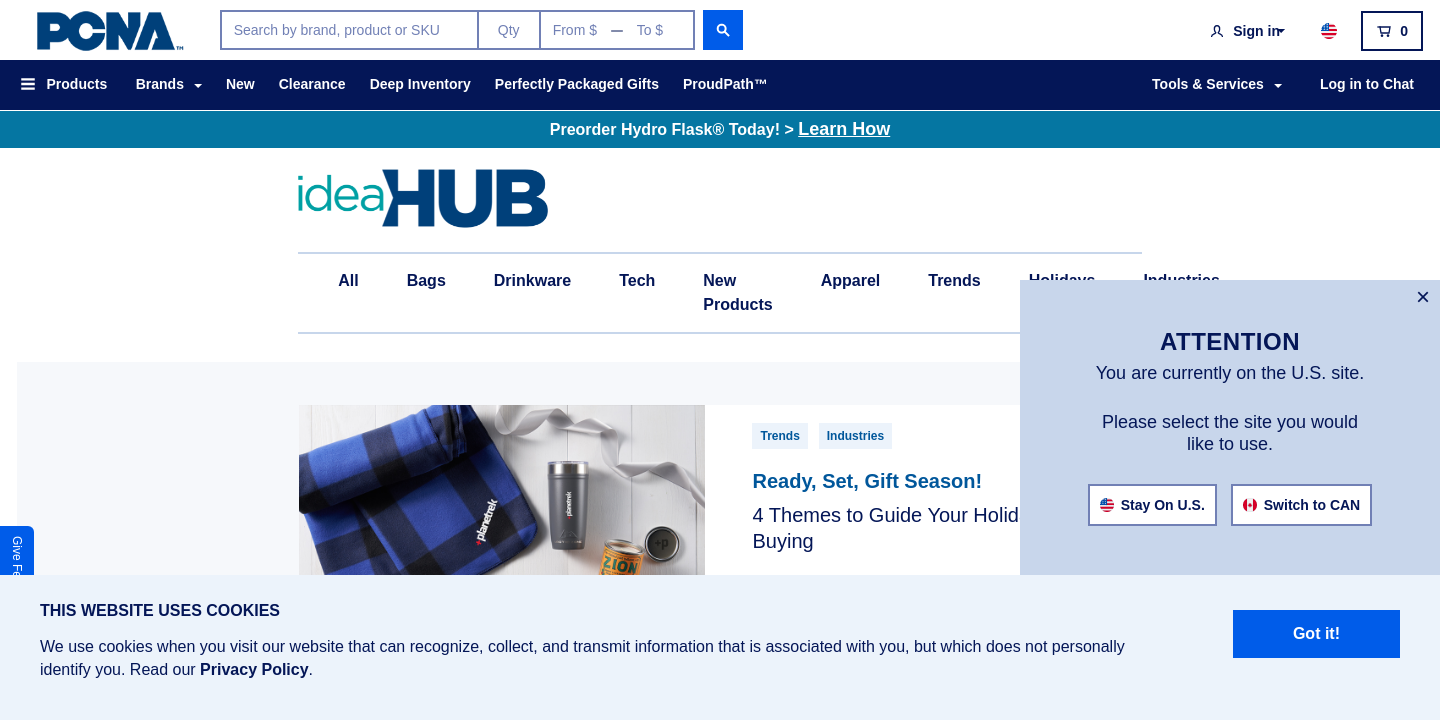 PCNA™
Search by brand, product or SKU
Qty
From $ — To $
Sign in
0
Products
Brands
New
Clearance
Deep Inventory
Perfectly Packaged Gifts
ProudPath™
Tools & Services
Log in to Chat
Preorder Hydro Flask® Today! > Learn How
ideaHUB
All
Bags
Drinkware
Tech
New
Products
Apparel
Trends
Holidays
Industries
×
ATTENTION
You are currently on the U.S. site.
Please select the site you would
like to use.
Stay On U.S.
Switch to CAN
planetrek
planetrek
+p
ZION
Trends
Industries
Ready, Set, Gift Season!
4 Themes to Guide Your Holid
Buying
Give Fe
THIS WEBSITE USES COOKIES
We use cookies when you visit our website that can recognize, collect, and transmit information that is associated with you, but which does not personally
identify you. Read our Privacy Policy.
Got it!